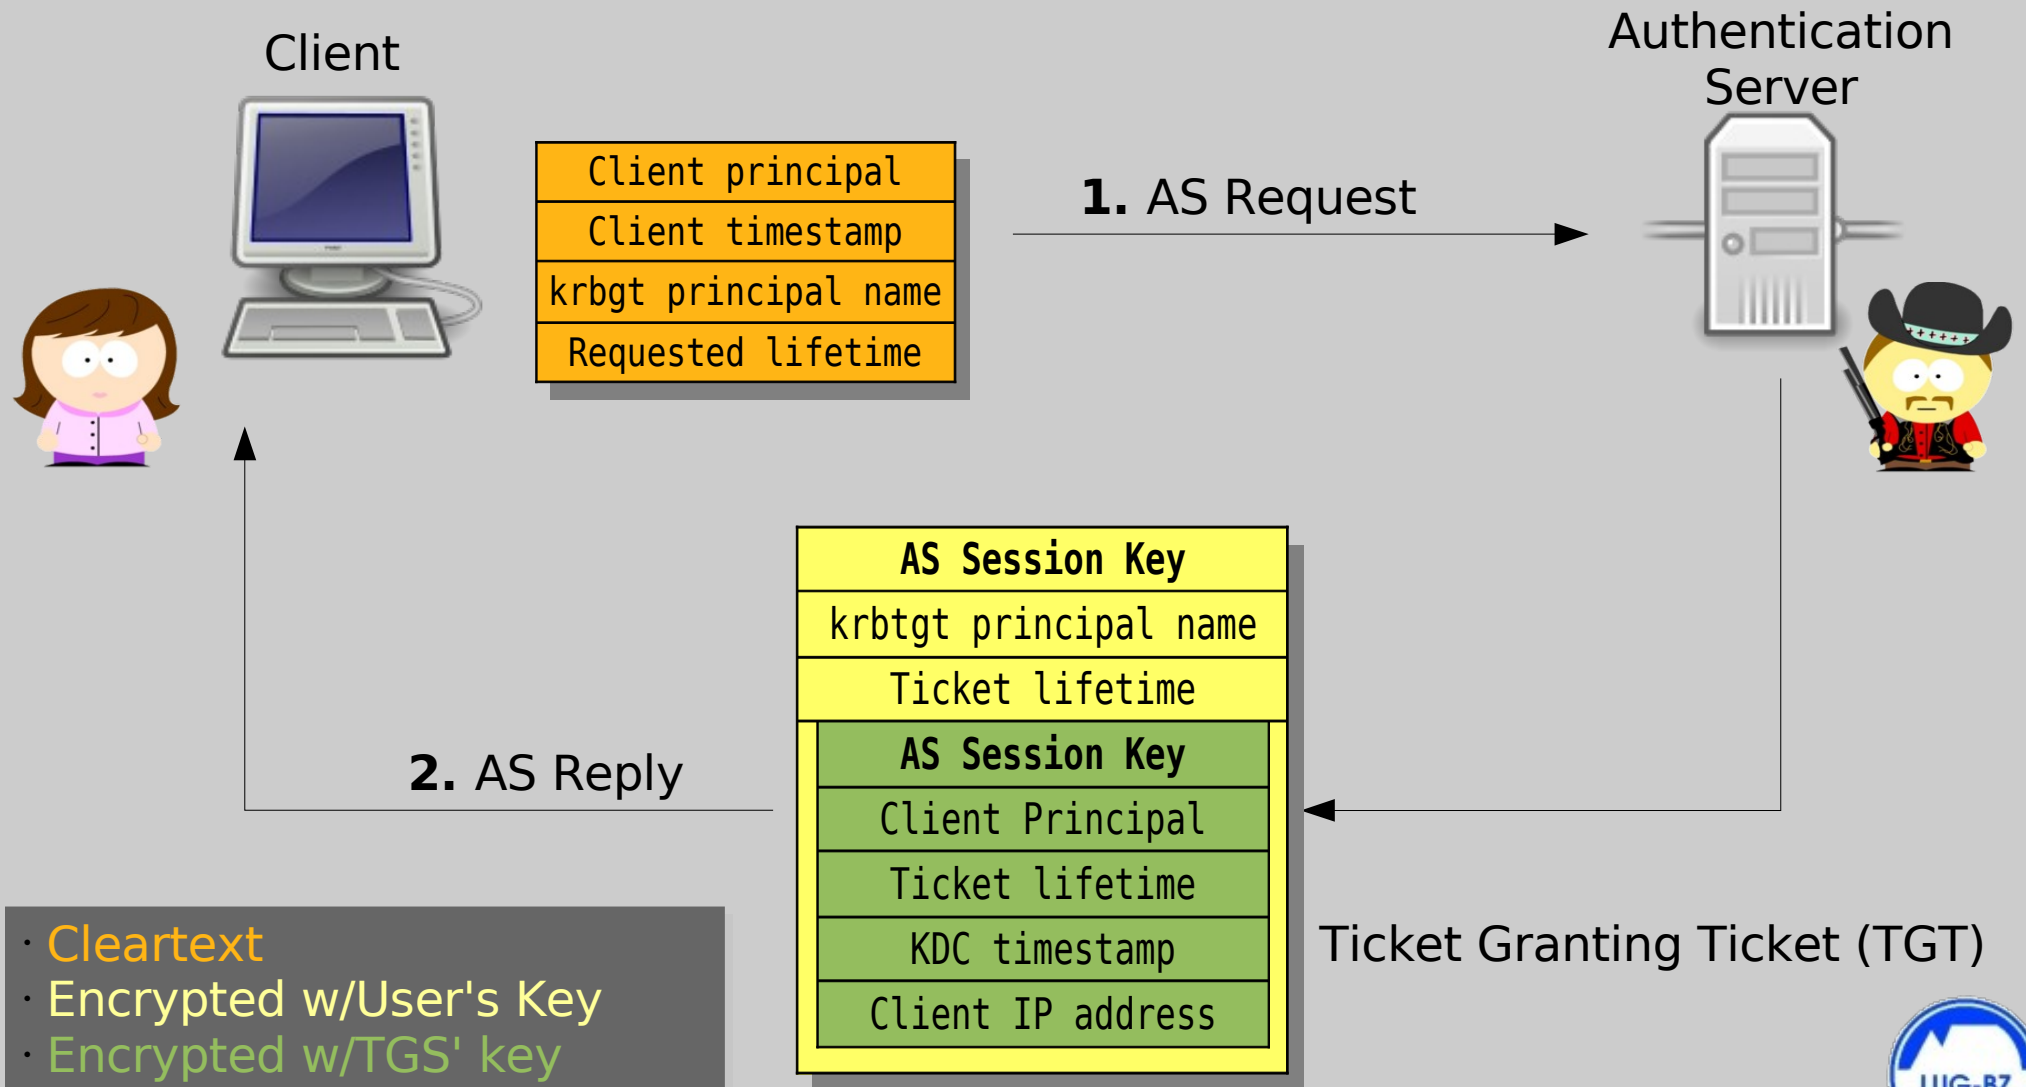 Client
Authentication
Server
Client principal
Client timestamp
krbgt principal name
Requested lifetime
1. AS Request
AS Session Key
krbtgt principal name
Ticket lifetime
AS Session Key
Client Principal
Ticket lifetime
KDC timestamp
Client IP address
2. AS Reply
Ticket Granting Ticket (TGT)
· Cleartext
· Encrypted w/User's Key
· Encrypted w/TGS' key
LUG-BZ